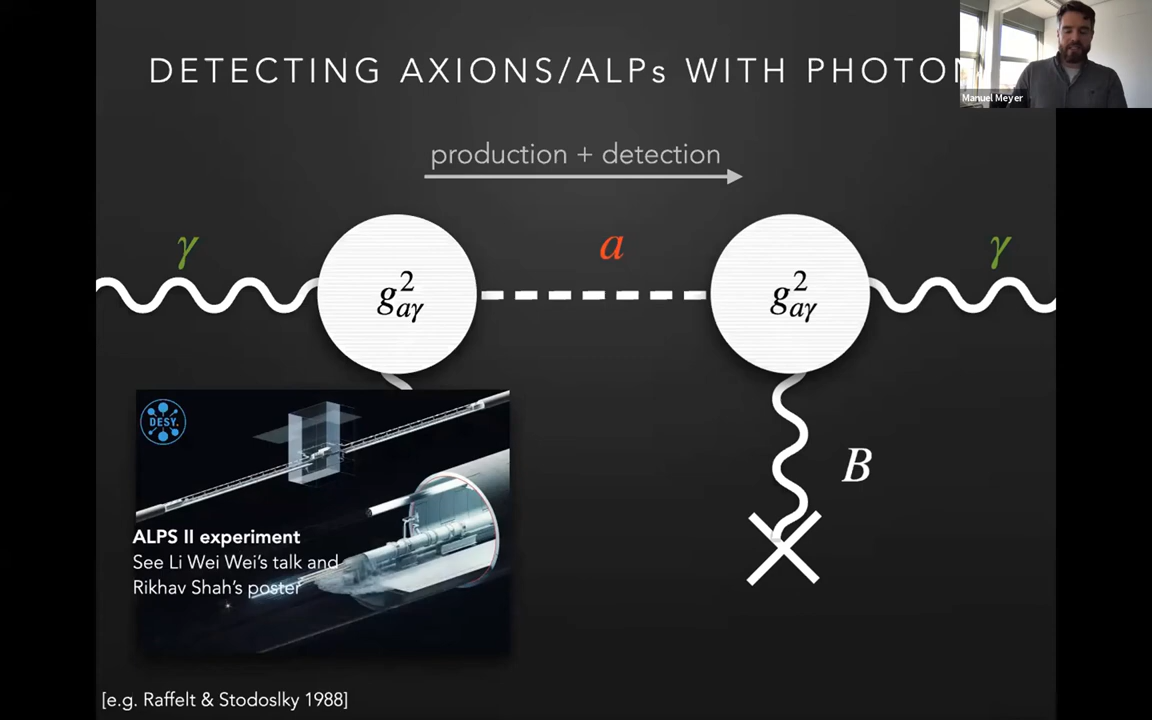 DETECTING AXIONS/ALPs WITH PHOTON
Manuel Meyer
production + detection
γ
a
γ
g²aγ
g²aγ
B
DESY.
ALPS II experiment
See Li Wei Wei's talk and
Rikhav Shah's poster
[e.g. Raffelt & Stodoslky 1988]